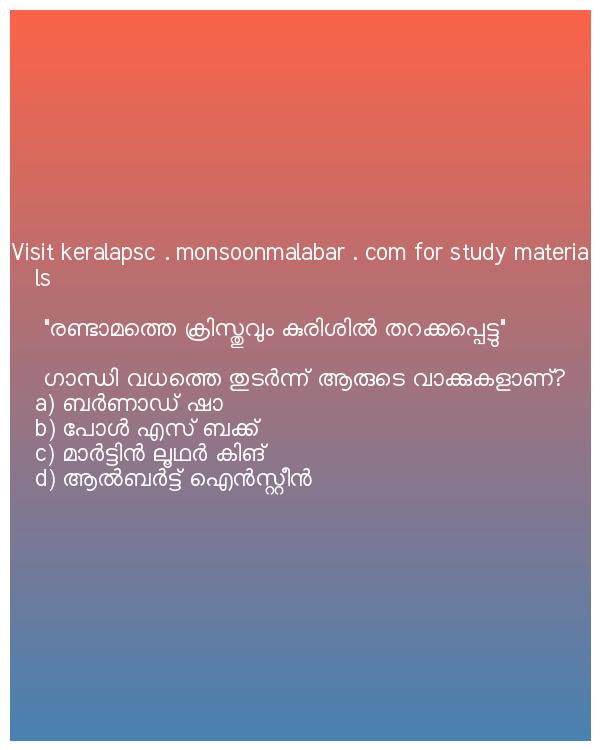 Visit keralapsc . monsoonmalabar . com for study materia
ls
"രണ്ടാമത്തെ ക്രിസ്തുവും കുരിശിൽ തറക്കപ്പെട്ടു"
ഗാന്ധി വധത്തെ തുടർന്ന് ആരുടെ വാക്കുകളാണ്?
a) ബർണാഡ് ഷാ
b) പോൾ എസ് ബക്ക്
c) മാർട്ടിൻ ലൂഥർ കിങ്
d) ആൽബർട്ട് ഐൻസ്റ്റീൻ